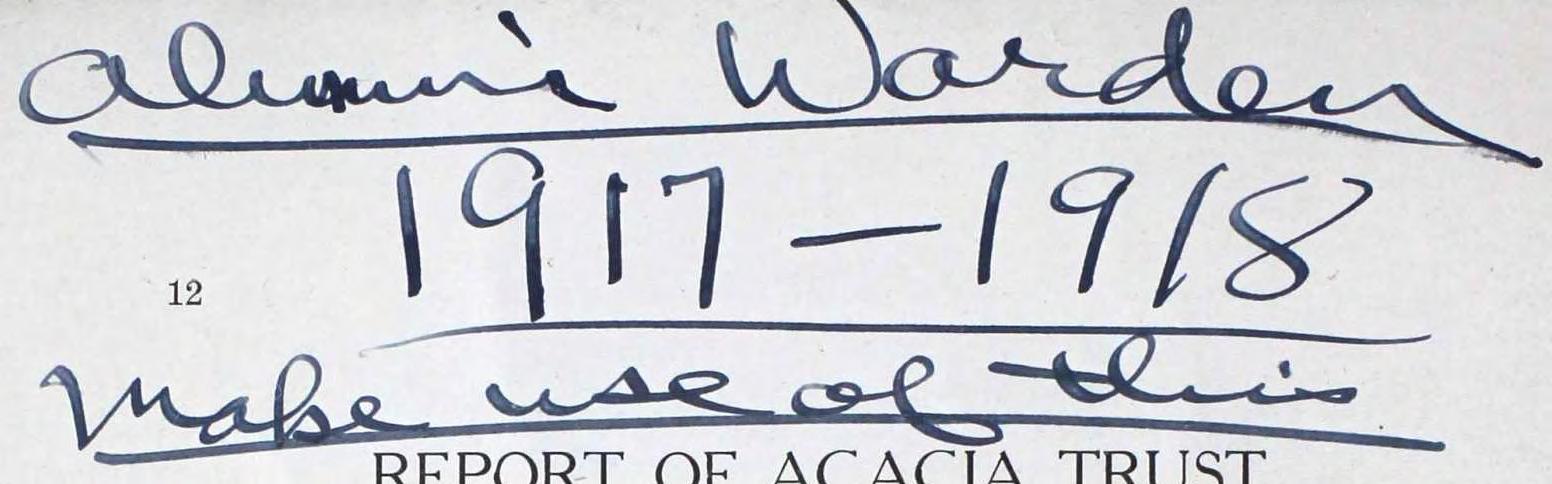 Alumni Warden
1917-1918
12
Make use of this
REPORT OF ACACIA TRUST